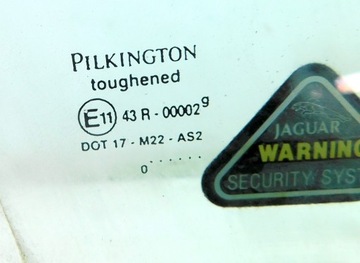 PILKINGTON
toughened
E11 43 R - 00002 9
DOT 17 - M22 - AS2
0 ······
JAGUAR
WARNING
SECURITY SYS